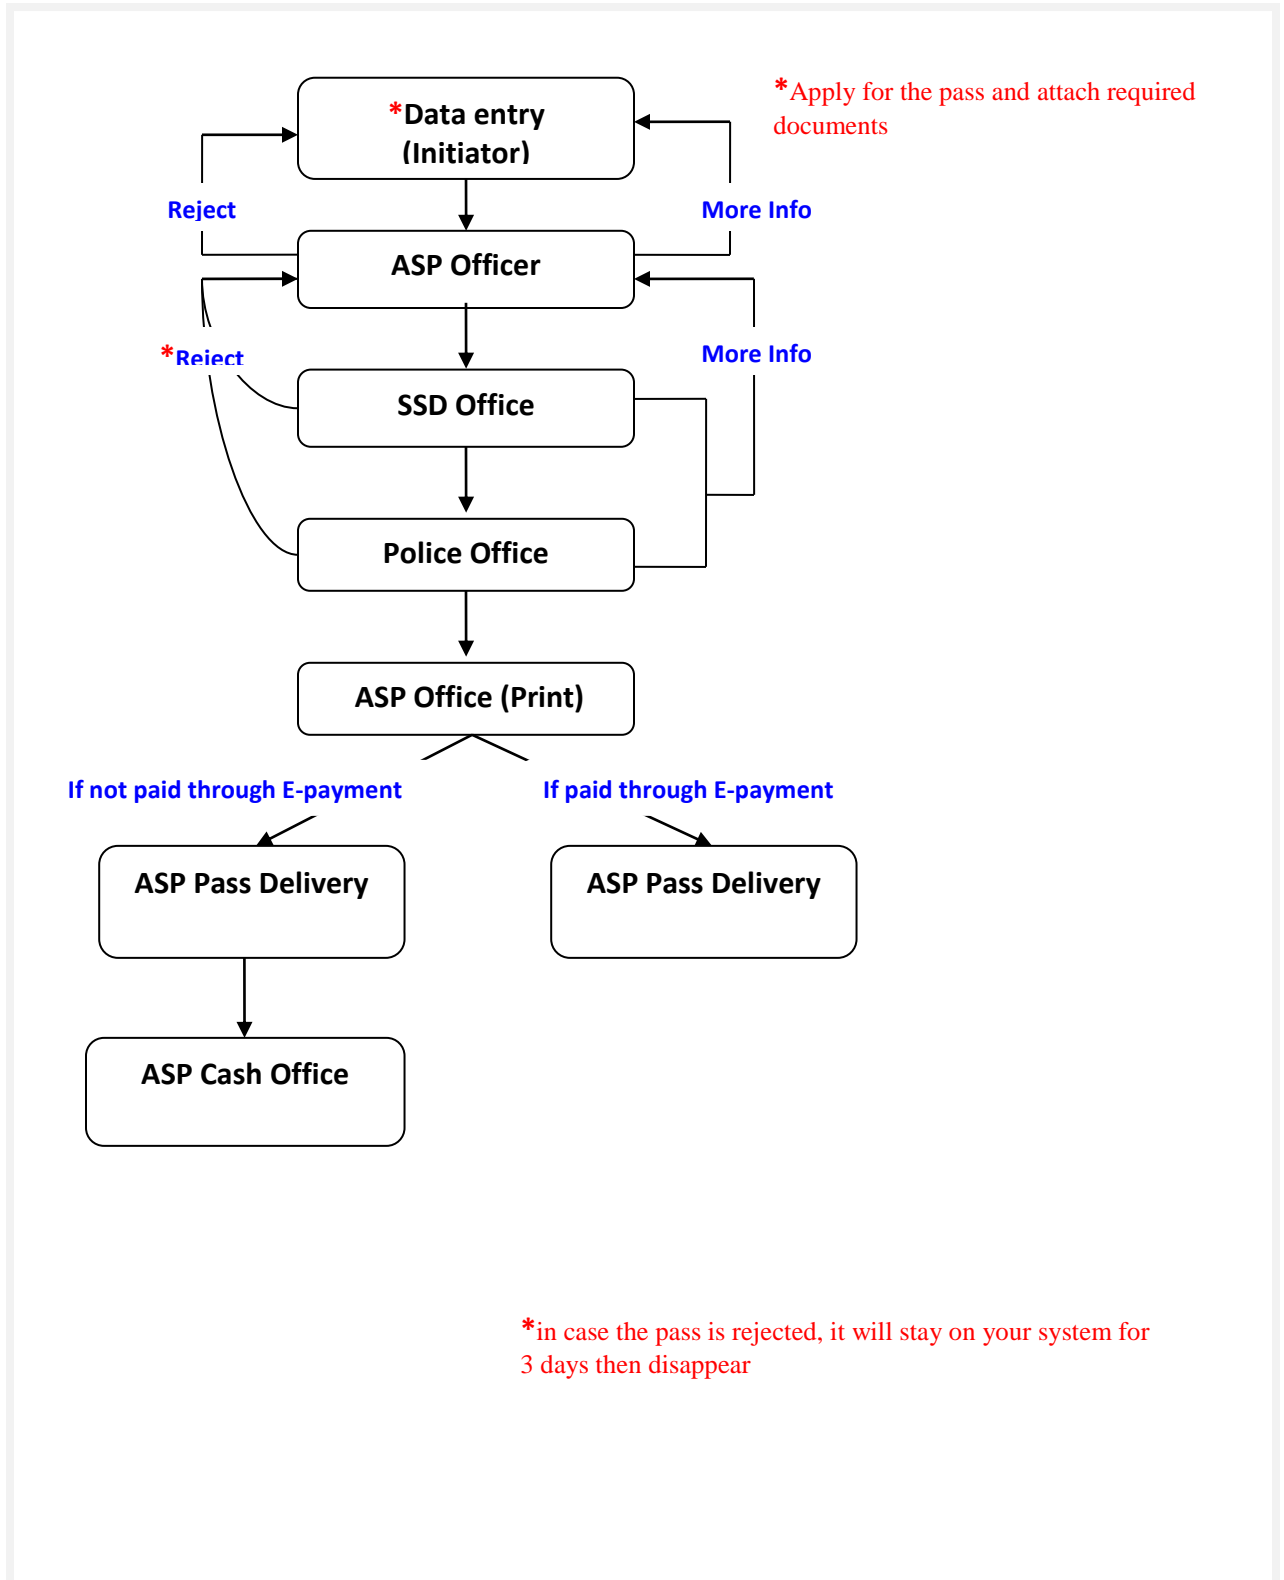 *Data entry
(Initiator)
*Apply for the pass and attach required
documents
Reject
More Info
ASP Officer
*Reject
More Info
SSD Office
Police Office
ASP Office (Print)
If not paid through E-payment
If paid through E-payment
ASP Pass Delivery
ASP Pass Delivery
ASP Cash Office
*in case the pass is rejected, it will stay on your system for
3 days then disappear